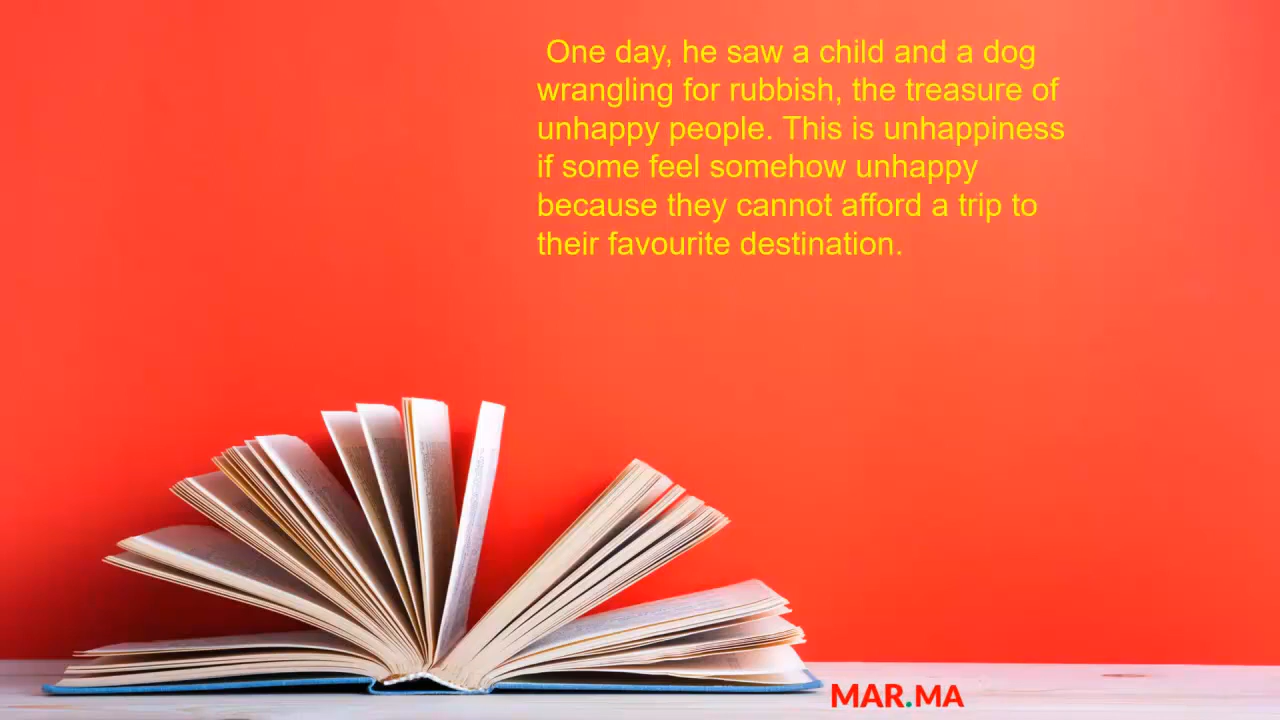 One day, he saw a child and a dog
wrangling for rubbish, the treasure of
unhappy people. This is unhappiness
if some feel somehow unhappy
because they cannot afford a trip to
their favourite destination.
MAR.MA